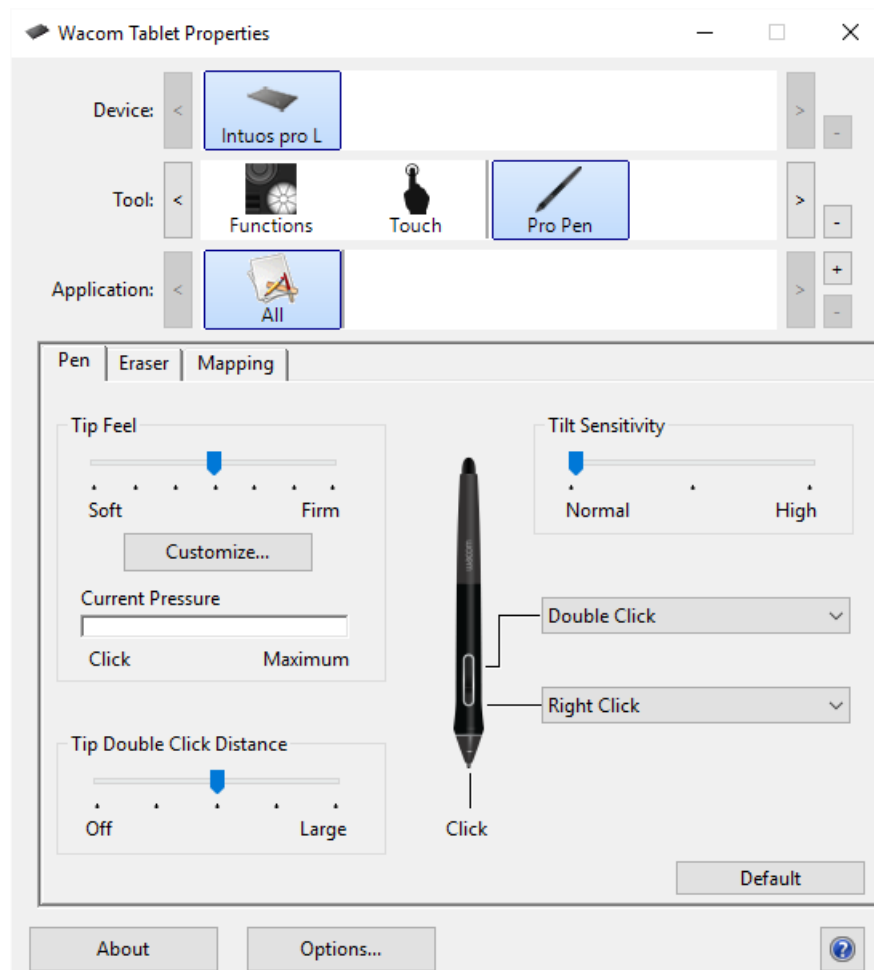 Wacom Tablet Properties
Device:
<
Intuos pro L
>
-
Tool:
<
Functions
Touch
Pro Pen
>
-
Application:
<
All
>
+
-
Pen
Eraser
Mapping
Tip Feel
Soft
Firm
Customize...
Current Pressure
Click
Maximum
Tip Double Click Distance
Off
Large
wacom
Click
Tilt Sensitivity
Normal
High
Double Click
Right Click
Default
About
Options...
?